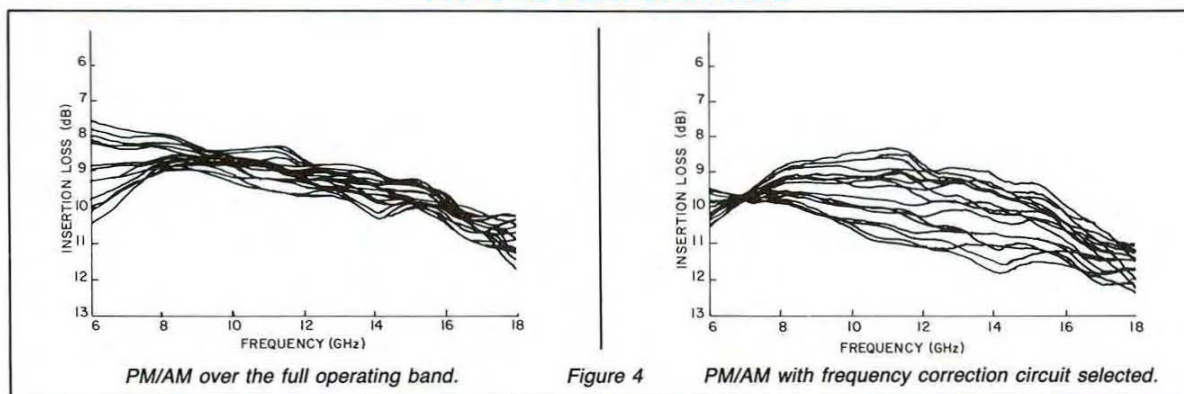 6
7
8
9
10
11
12
13
INSERTION LOSS (dB)
6 8 10 12 14 16 18
FREQUENCY (GHz)
PM/AM over the full operating band.
6
7
8
9
10
11
12
13
INSERTION LOSS (dB)
6 8 10 12 14 16 18
FREQUENCY (GHz)
PM/AM with frequency correction circuit selected.
Figure 4